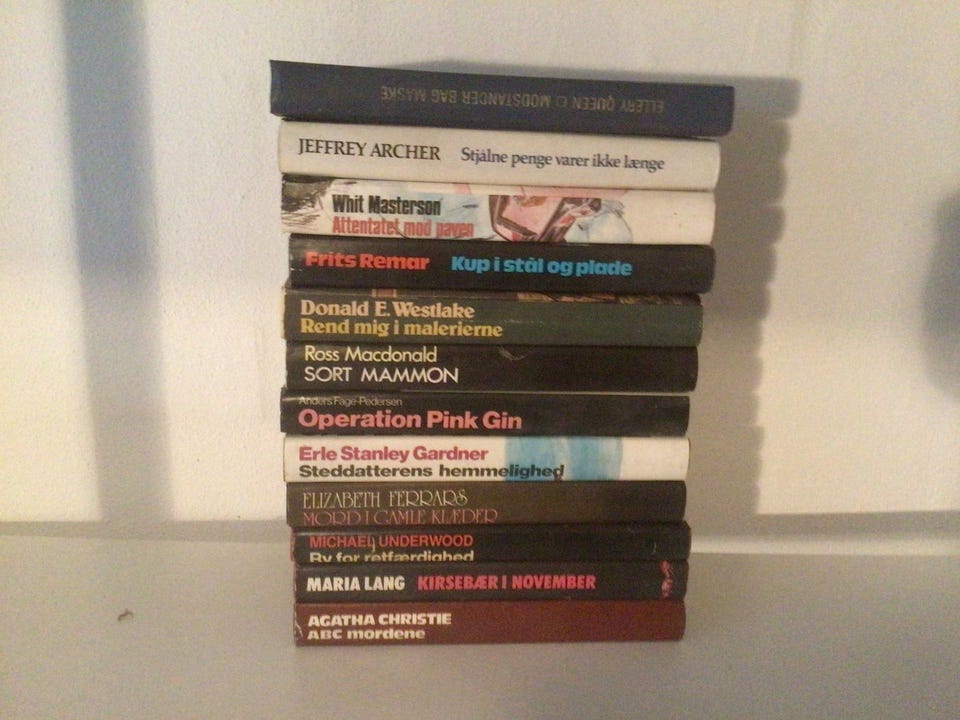 ELLERY QUEEN MODSTANDER BAG MASKE
JEFFREY ARCHER Stjålne penge varer ikke længe
Whit Masterson
Attentatet mod paven
Frits Remar Kup i stål og plade
Donald E. Westlake
Rend mig i malerierne
Ross Macdonald
SORT MAMMON
Anders Fage-Pedersen
Operation Pink Gin
Erle Stanley Gardner
Steddatterens hemmelighed
ELIZABETH FERRARS
MORD I GAMLE KLÆDER
MICHAEL UNDERWOOD
Ry for retfærdighed
MARIA LANG KIRSEBÆR I NOVEMBER
AGATHA CHRISTIE
ABC mordene